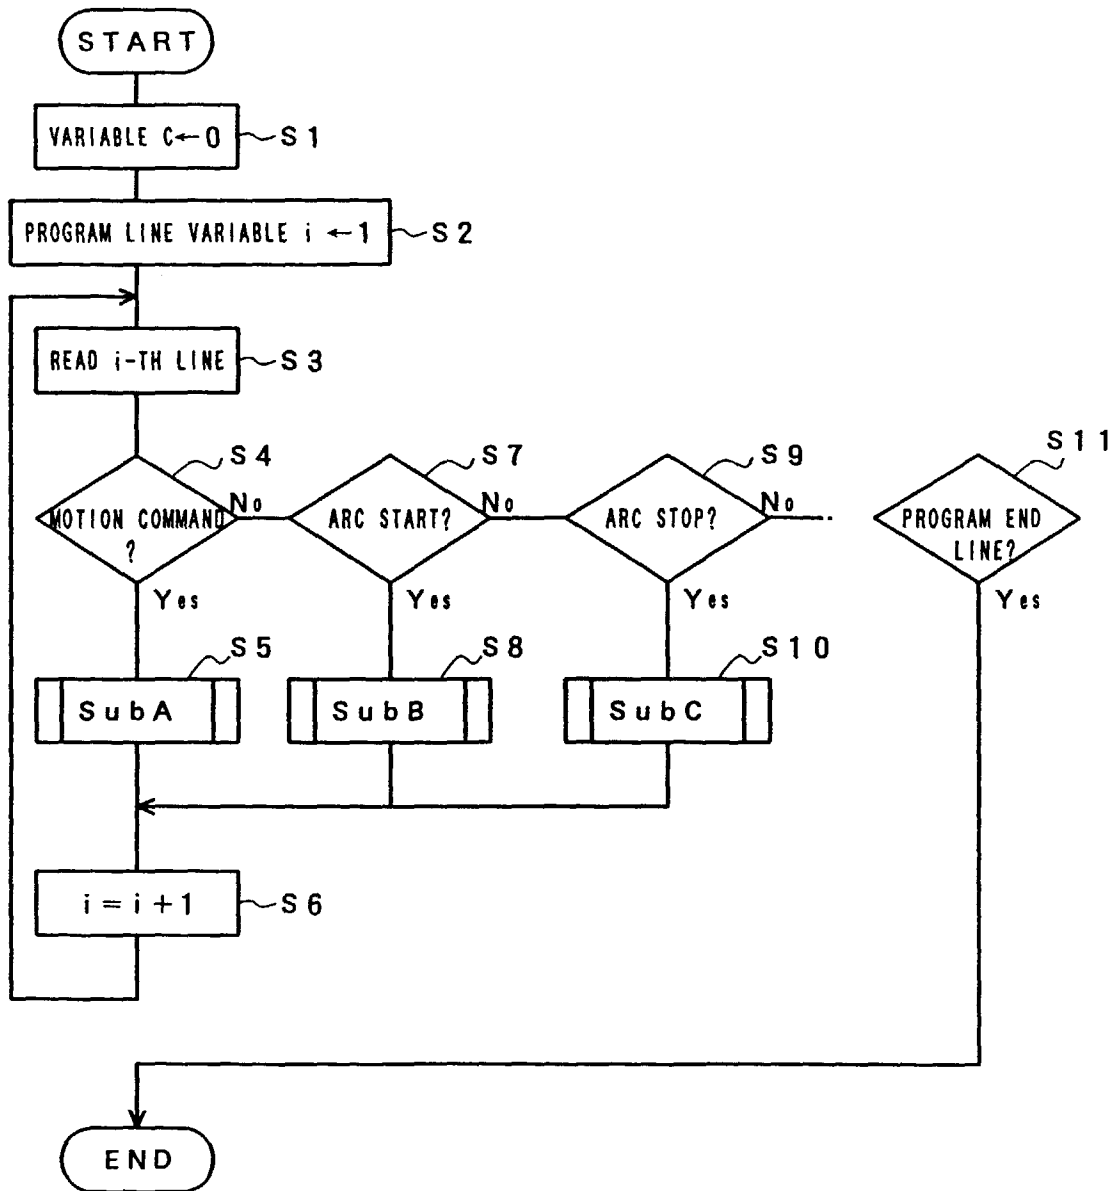 START
VARIABLE C←0
S1
PROGRAM LINE VARIABLE i ←1
S2
READ i-TH LINE
S3
S4
S7
S9
S11
MOTION COMMAND
?
No
ARC START?
No
ARC STOP?
No
PROGRAM END
LINE?
Yes
Yes
Yes
Yes
S5
S8
S10
SubA
SubB
SubC
i=i+1
S6
END